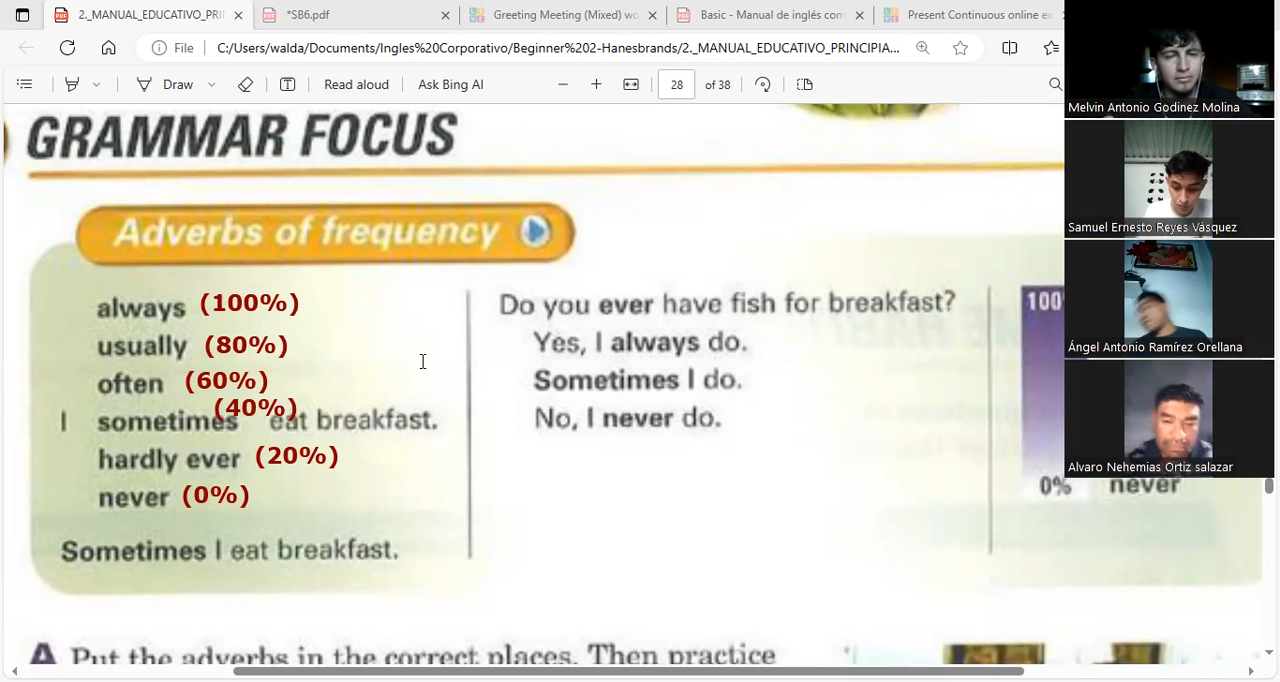 2._MANUAL_EDUCATIVO_PRI
*SB6.pdf
Greeting Meeting (Mixed) wo
Basic - Manual de inglés com
Present Continuous online ex
File
C:/Users/walda/Documents/Ingles%20Corporativo/Beginner%202-Hanesbrands/2._MANUAL_EDUCATIVO_PRINCIPIA...
Draw
Read aloud
Ask Bing AI
28 of 38
Melvin Antonio Godinez Molina
Samuel Ernesto Reyes Vásquez
Ángel Antonio Ramírez Orellana
Alvaro Nehemias Ortiz salazar
GRAMMAR FOCUS
Adverbs of frequency
always (100%)
usually (80%)
often (60%)
(40%)
I sometimes eat breakfast.
hardly ever (20%)
never (0%)
Sometimes I eat breakfast.
Do you ever have fish for breakfast?
Yes, I always do.
Sometimes I do.
No, I never do.
100
0% never
A Put the adverbs in the correct places. Then practice